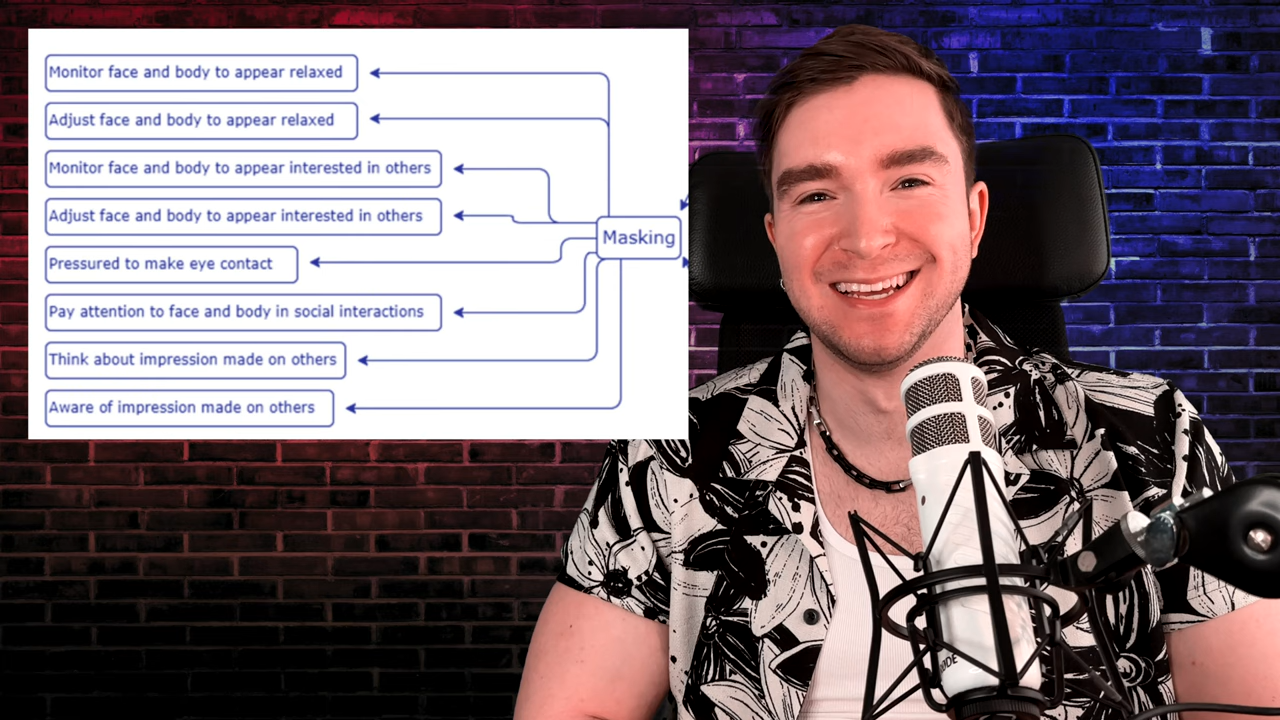 Monitor face and body to appear relaxed
Adjust face and body to appear relaxed
Monitor face and body to appear interested in others
Adjust face and body to appear interested in others
Masking
Pressured to make eye contact
Pay attention to face and body in social interactions
Think about impression made on others
Aware of impression made on others